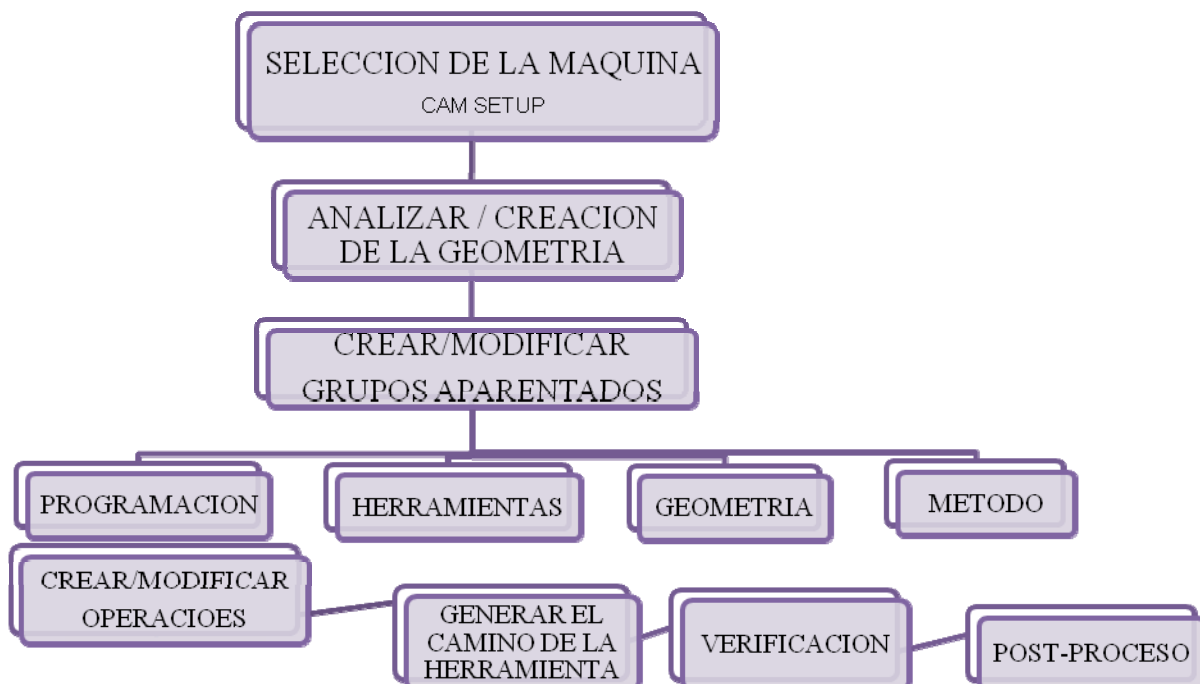 SELECCION DE LA MAQUINA
CAM SETUP
ANALIZAR / CREACION
DE LA GEOMETRIA
CREAR/MODIFICAR
GRUPOS APARENTADOS
PROGRAMACION
HERRAMIENTAS
GEOMETRIA
METODO
CREAR/MODIFICAR
OPERACIOES
GENERAR EL
CAMINO DE LA
HERRAMIENTA
VERIFICACION
POST-PROCESO